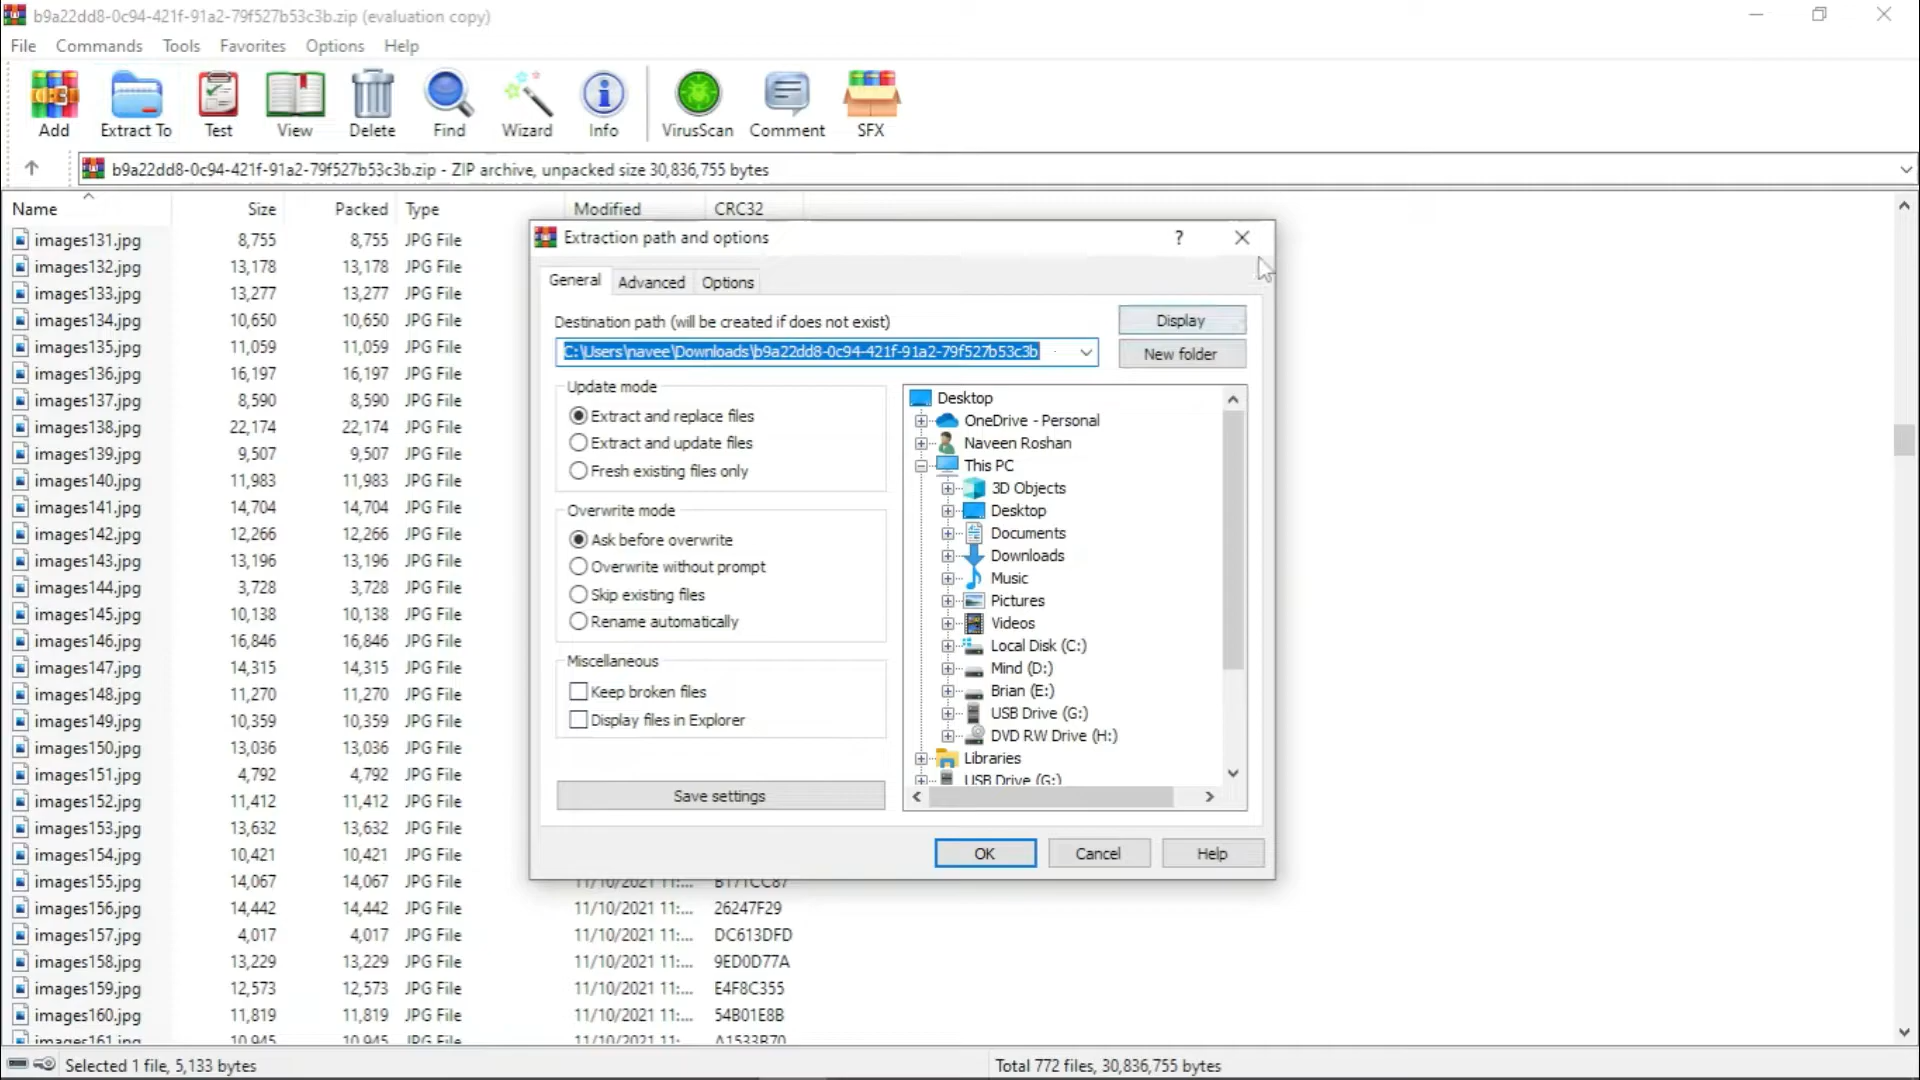 b9a22dd8-0c94-421f-91a2-79f527b53c3b.zip (evaluation copy)
File Commands Tools Favorites Options Help
Add Extract To Test View Delete Find Wizard Info VirusScan Comment SFX
b9a22dd8-0c94-421f-91a2-79f527b53c3b.zip - ZIP archive, unpacked size 30,836,755 bytes
Name Size Packed Type Modified CRC32
images131.jpg 8,755 8,755 JPG File
images132.jpg 13,178 13,178 JPG File
images133.jpg 13,277 13,277 JPG File
images134.jpg 10,650 10,650 JPG File
images135.jpg 11,059 11,059 JPG File
images136.jpg 16,197 16,197 JPG File
images137.jpg 8,590 8,590 JPG File
images138.jpg 22,174 22,174 JPG File
images139.jpg 9,507 9,507 JPG File
images140.jpg 11,983 11,983 JPG File
images141.jpg 14,704 14,704 JPG File
images142.jpg 12,266 12,266 JPG File
images143.jpg 13,196 13,196 JPG File
images144.jpg 3,728 3,728 JPG File
images145.jpg 10,138 10,138 JPG File
images146.jpg 16,846 16,846 JPG File
images147.jpg 14,315 14,315 JPG File
images148.jpg 11,270 11,270 JPG File
images149.jpg 10,359 10,359 JPG File
images150.jpg 13,036 13,036 JPG File
images151.jpg 4,792 4,792 JPG File
images152.jpg 11,412 11,412 JPG File
images153.jpg 13,632 13,632 JPG File
images154.jpg 10,421 10,421 JPG File
images155.jpg 14,067 14,067 JPG File 11/10/2021 11:... B171CC87
images156.jpg 14,442 14,442 JPG File 11/10/2021 11:... 26247F29
images157.jpg 4,017 4,017 JPG File 11/10/2021 11:... DC613DFD
images158.jpg 13,229 13,229 JPG File 11/10/2021 11:... 9ED0D77A
images159.jpg 12,573 12,573 JPG File 11/10/2021 11:... E4F8C355
images160.jpg 11,819 11,819 JPG File 11/10/2021 11:... 54B01E8B
images161.jpg 10,945 10,945 JPG File 11/10/2021 11:... A1533B70
Extraction path and options ?
General Advanced Options
Destination path (will be created if does not exist)
C:\Users\navee\Downloads\b9a22dd8-0c94-421f-91a2-79f527b53c3b
Display
New folder
Update mode
Extract and replace files
Extract and update files
Fresh existing files only
Overwrite mode
Ask before overwrite
Overwrite without prompt
Skip existing files
Rename automatically
Miscellaneous
Keep broken files
Display files in Explorer
Save settings
Desktop
OneDrive - Personal
Naveen Roshan
This PC
3D Objects
Desktop
Documents
Downloads
Music
Pictures
Videos
Local Disk (C:)
Mind (D:)
Brian (E:)
USB Drive (G:)
DVD RW Drive (H:)
Libraries
USB Drive (G:)
OK Cancel Help
Selected 1 file, 5,133 bytes
Total 772 files, 30,836,755 bytes